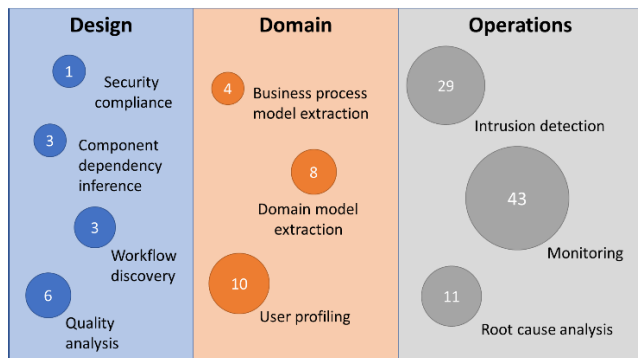 Design
1
Security
compliance
3
Component
dependency
inference
3
Workflow
discovery
6
Quality
analysis
Domain
4
Business process
model extraction
8
Domain model
extraction
10
User profiling
Operations
29
Intrusion detection
43
Monitoring
11
Root cause analysis